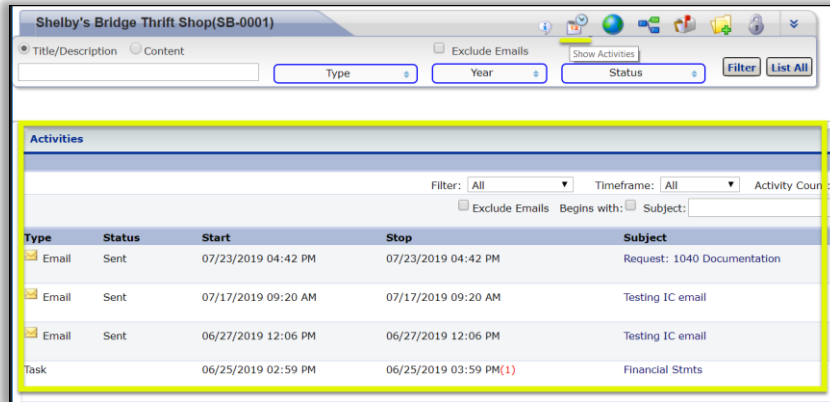 Shelby's Bridge Thrift Shop(SB-0001)
Title/Description Content Exclude Emails Show Activities
Type Year Status Filter List All
Activities
Filter: All Timeframe: All Activity Coun
Exclude Emails Begins with: Subject:
Type Status Start Stop Subject
Email Sent 07/23/2019 04:42 PM 07/23/2019 04:42 PM Request: 1040 Documentation
Email Sent 07/17/2019 09:20 AM 07/17/2019 09:20 AM Testing IC email
Email Sent 06/27/2019 12:06 PM 06/27/2019 12:06 PM Testing IC email
Task 06/25/2019 02:59 PM 06/25/2019 03:59 PM(1) Financial Stmts